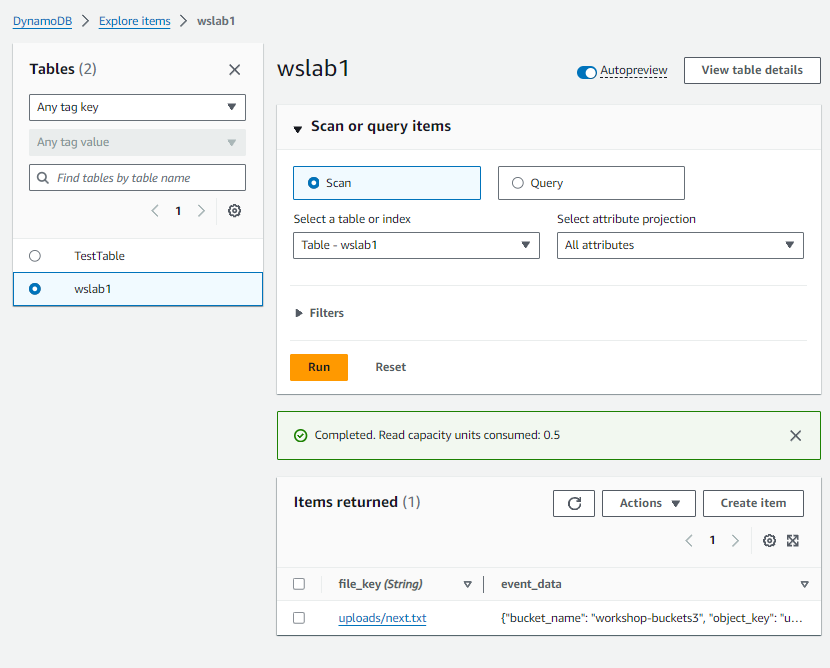 DynamoDB > Explore items > wslab1
Tables (2)
Any tag key
Any tag value
Find tables by table name
1
TestTable
wslab1
wslab1
Autopreview
View table details
Scan or query items
Scan
Query
Select a table or index
Select attribute projection
Table - wslab1
All attributes
Filters
Run
Reset
Completed. Read capacity units consumed: 0.5
Items returned (1)
Actions
Create item
1
file_key (String)
event_data
uploads/next.txt
{"bucket_name": "workshop-buckets3", "object_key": "u...